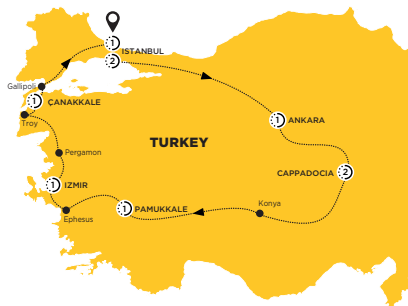 1
ISTANBUL
2
Gallipoli
1
ÇANAKKALE
Troy
1
ANKARA
TURKEY
Pergamon
CAPPADOCIA
2
1
IZMIR
Ephesus
1
PAMUKKALE
Konya